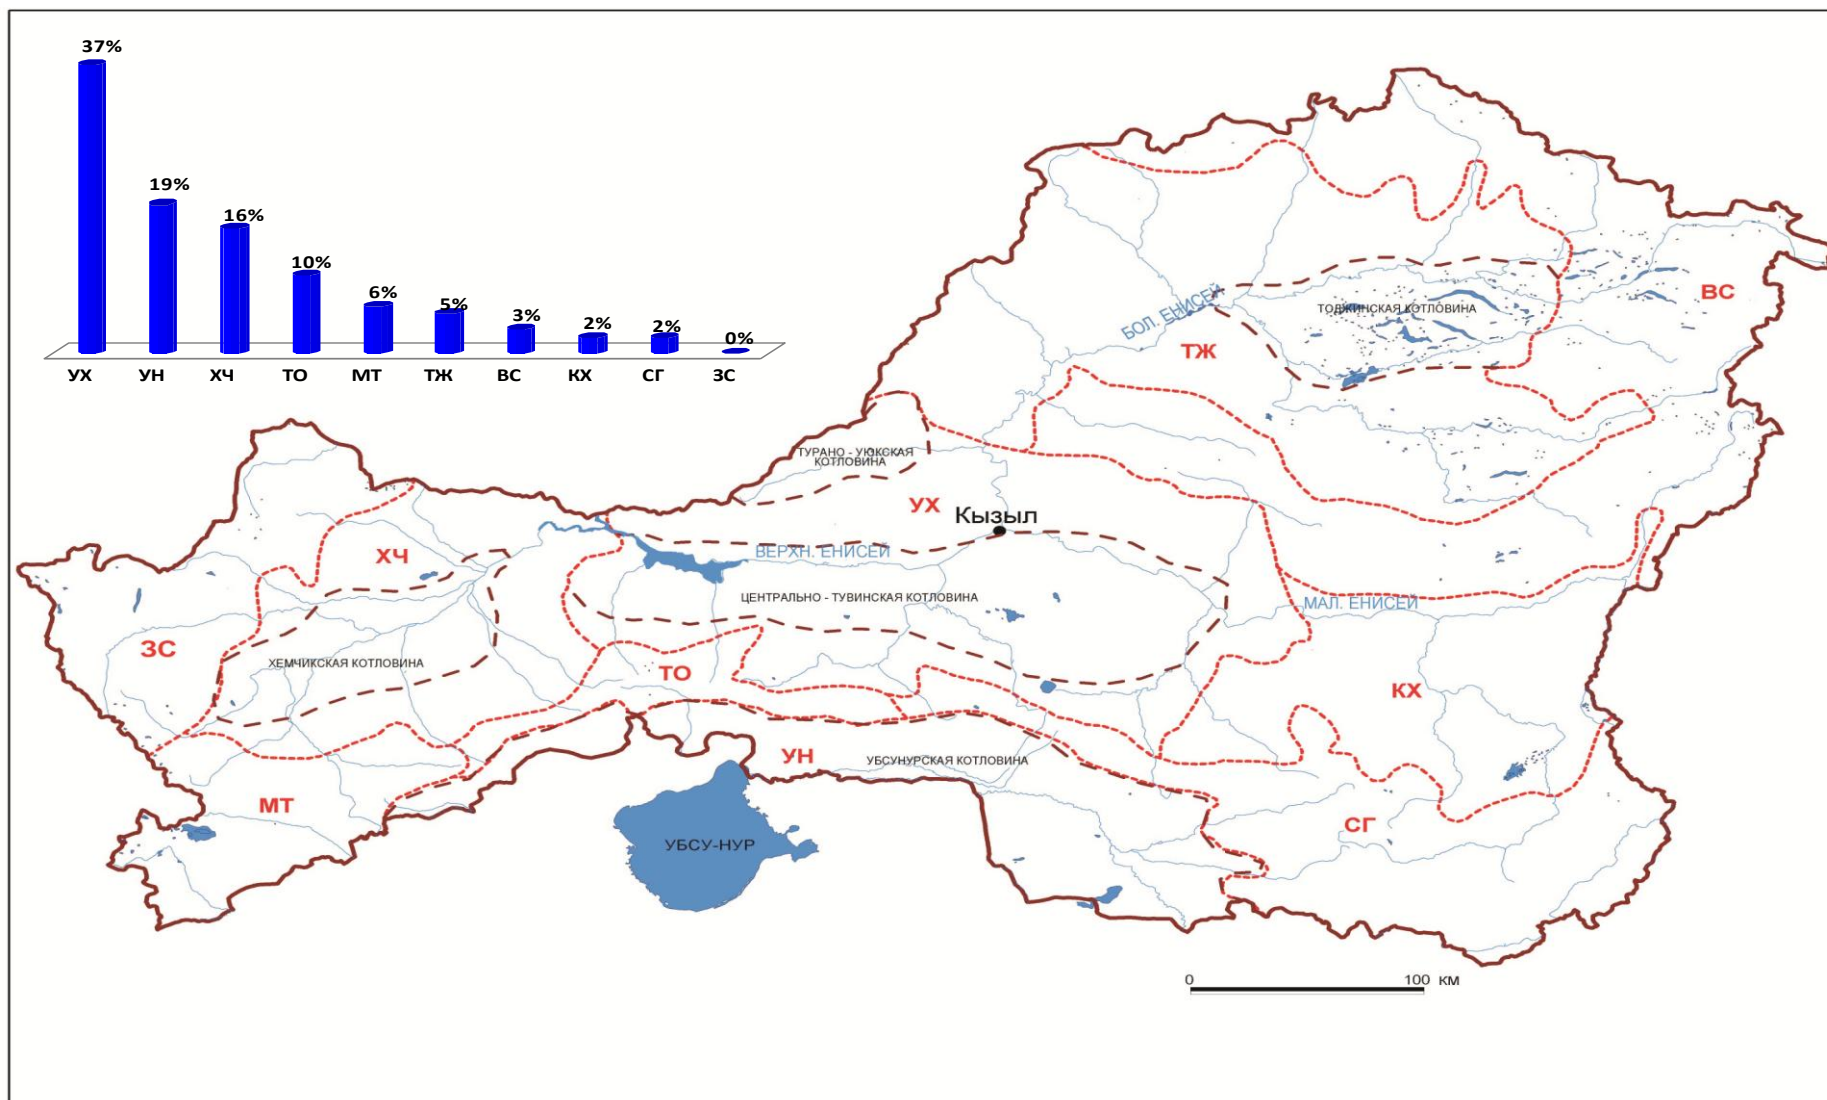 37%
19%
16%
10%
6%
5%
3%
2%
2%
0%
УХ
УН
ХЧ
ТО
МТ
ТЖ
ВС
КХ
СГ
ЗС
ВС
ТОДЖИНСКАЯ КОТЛОВИНА
БОЛ. ЕНИСЕЙ
ТЖ
ТУРАНО - УЮКСКАЯ
КОТЛОВИНА
УХ
Кызыл
ХЧ
ВЕРХН. ЕНИСЕЙ
ЦЕНТРАЛЬНО - ТУВИНСКАЯ КОТЛОВИНА
МАЛ. ЕНИСЕЙ
ЗС
ХЕМЧИКСКАЯ КОТЛОВИНА
ТО
КХ
УН
УБСУНУРСКАЯ КОТЛОВИНА
МТ
СГ
УБСУ-НУР
0
100 км